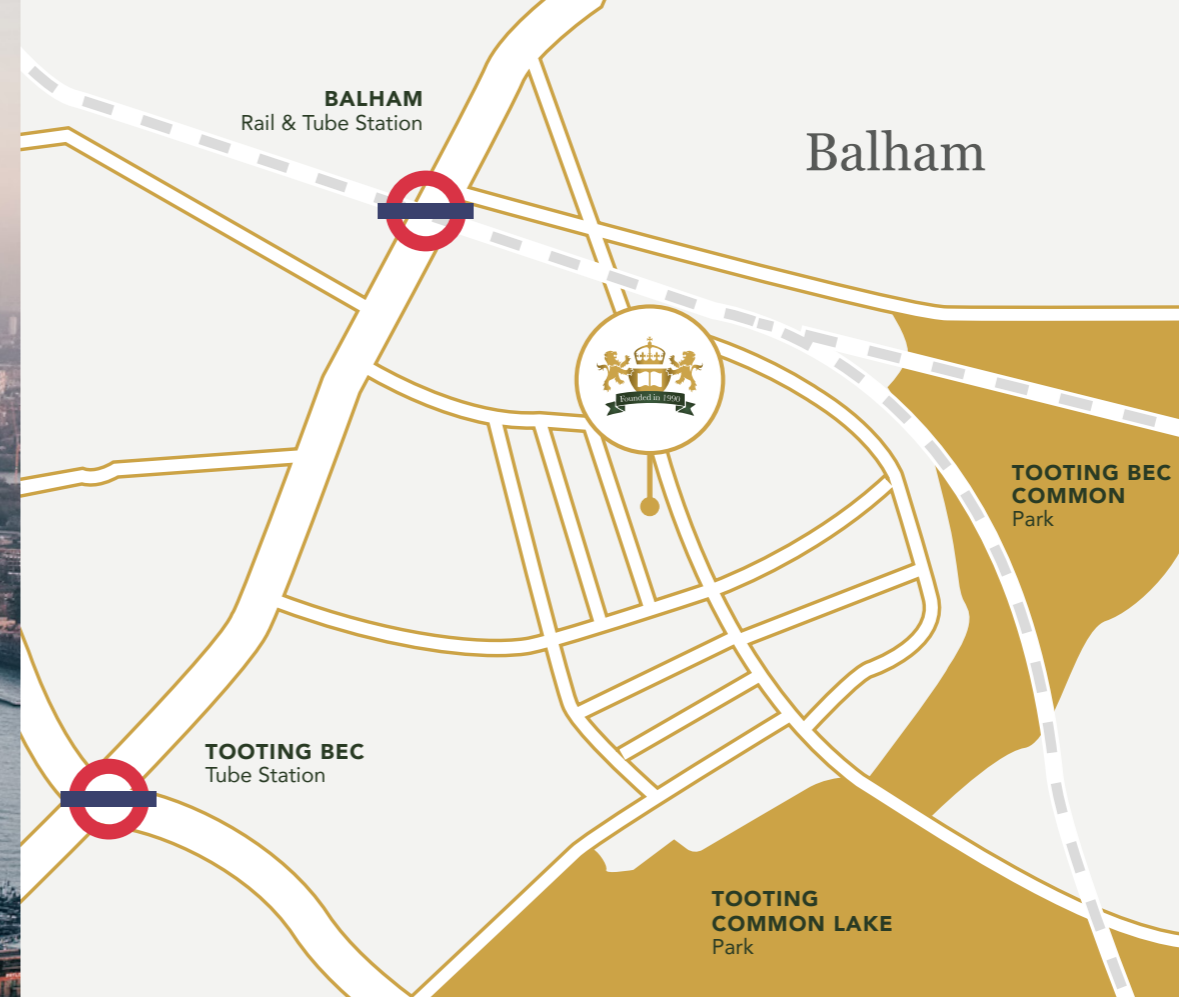 BALHAM
Rail & Tube Station
Balham
Founded in 1990
TOOTING BEC
COMMON
Park
TOOTING BEC
Tube Station
TOOTING
COMMON LAKE
Park